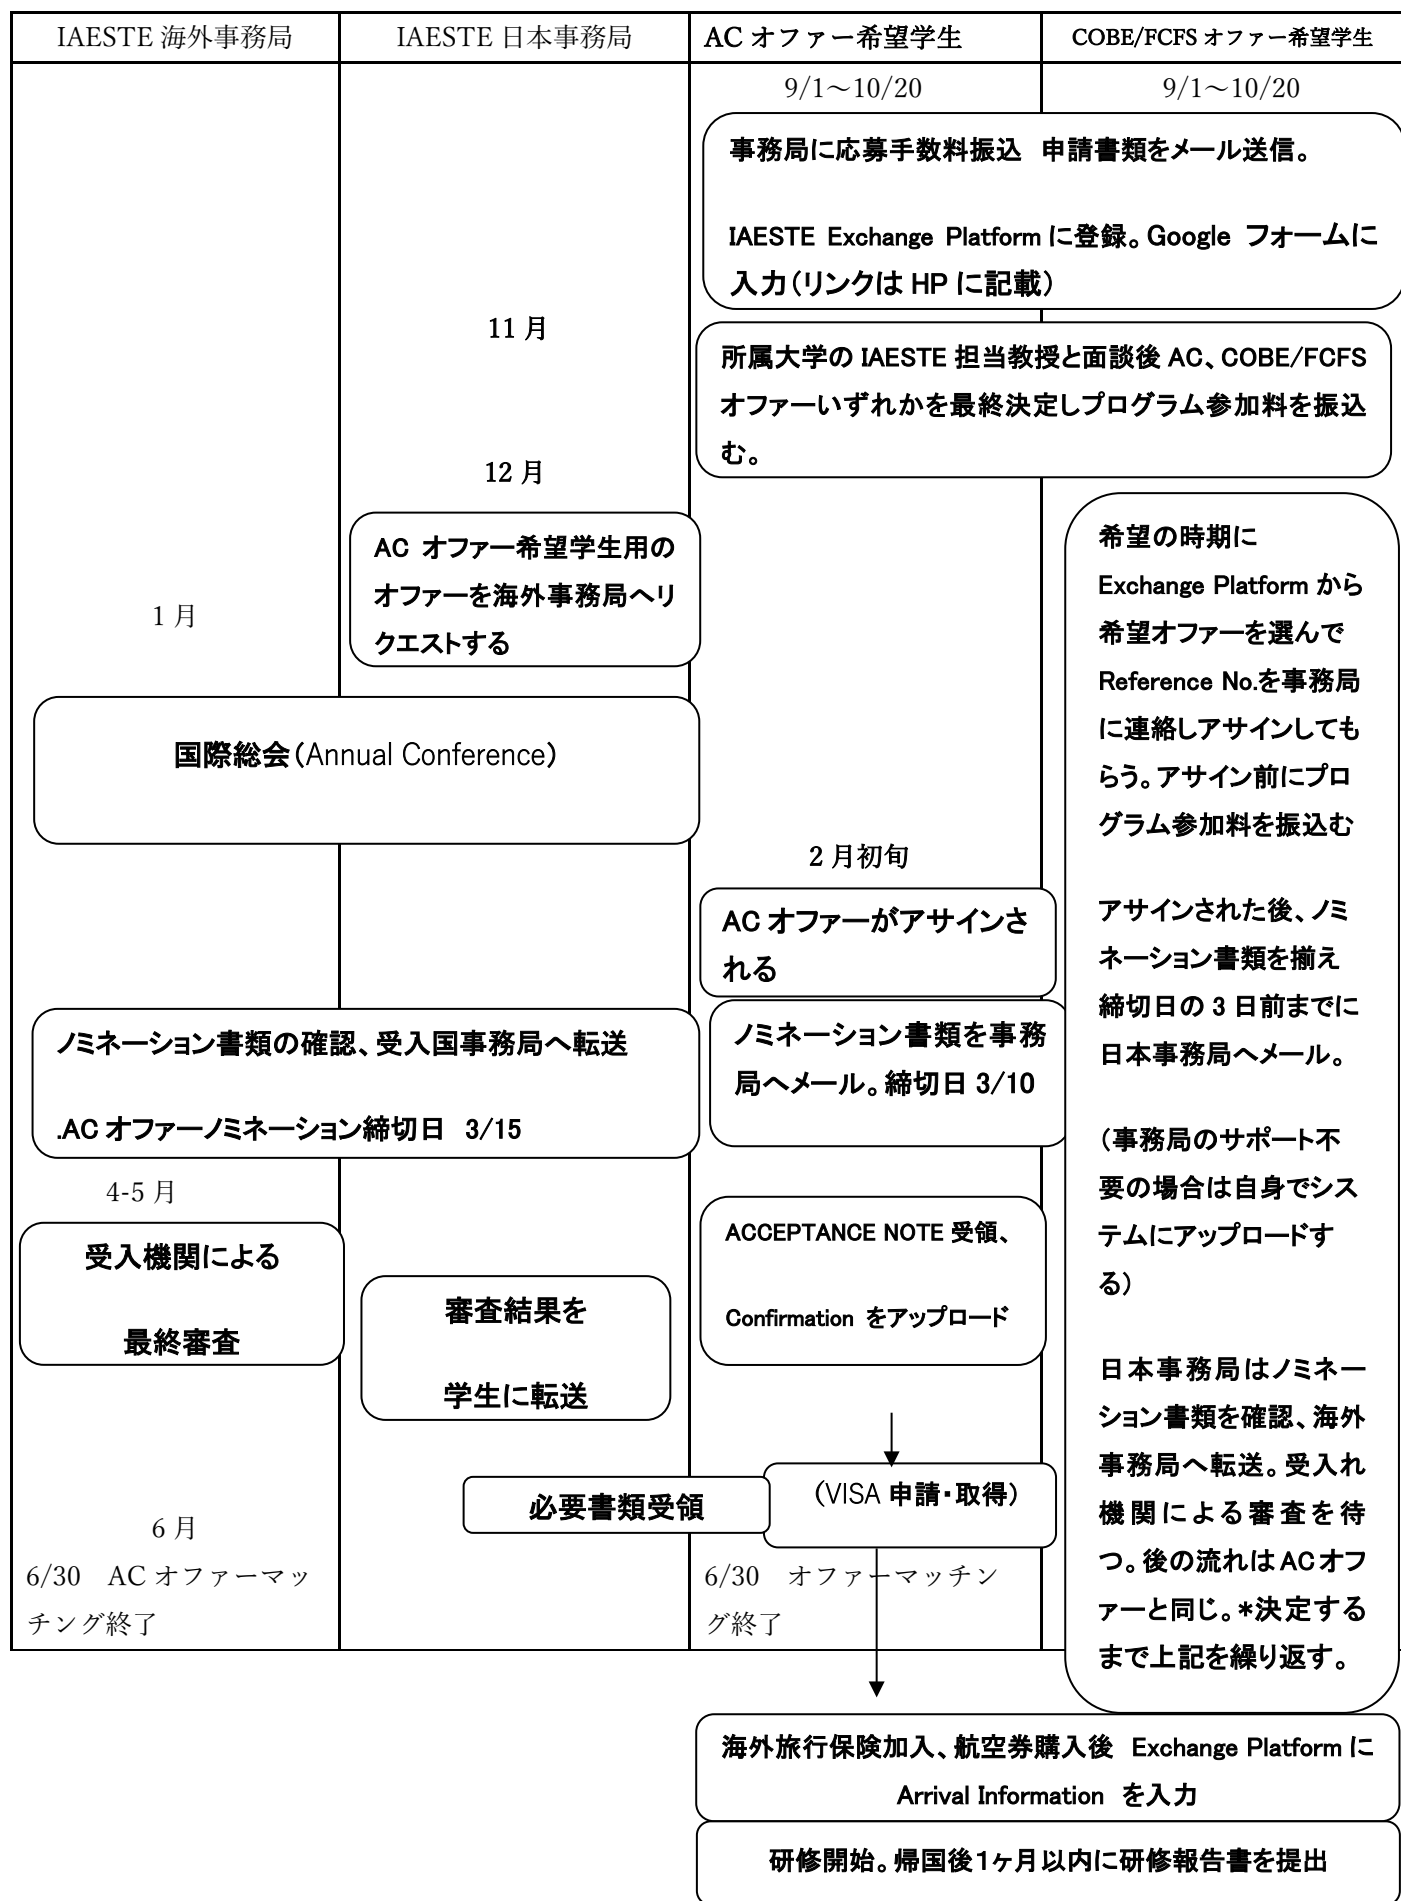 IAESTE 海外事務局
IAESTE 日本事務局
AC オファー希望学生
COBE/FCFS オファー希望学生
9/1～10/20
9/1～10/20
事務局に応募手数料振込　申請書類をメール送信。
IAESTE Exchange Platform に登録。Google フォームに
入力（リンクは HP に記載）
11 月
所属大学の IAESTE 担当教授と面談後 AC、COBE/FCFS
オファーいずれかを最終決定しプログラム参加料を振込
む。
12 月
AC オファー希望学生用の
オファーを海外事務局へリ
クエストする
1 月
国際総会（Annual Conference）
2 月初旬
AC オファーがアサインさ
れる
ノミネーション書類の確認、受入国事務局へ転送
.AC オファーノミネーション締切日　3/15
ノミネーション書類を事務
局へメール。締切日 3/10
4-5 月
受入機関による
最終審査
審査結果を
学生に転送
ACCEPTANCE NOTE 受領、
Confirmation をアップロード
必要書類受領
（VISA 申請・取得）
6 月
6/30　AC オファーマッ
チング終了
6/30　オファーマッチン
グ終了
希望の時期に
Exchange Platform から
希望オファーを選んで
Reference No.を事務局
に連絡しアサインしても
らう。アサイン前にプロ
グラム参加料を振込む
アサインされた後、ノミ
ネーション書類を揃え
締切日の 3 日前までに
日本事務局へメール。
（事務局のサポート不
要の場合は自身でシス
テムにアップロードす
る）
日本事務局はノミネー
ション書類を確認、海外
事務局へ転送。受入れ
機関による審査を待
つ。後の流れは AC オフ
ァーと同じ。*決定する
まで上記を繰り返す。
海外旅行保険加入、航空券購入後　Exchange Platform に
Arrival Information を入力
研修開始。帰国後１ヶ月以内に研修報告書を提出